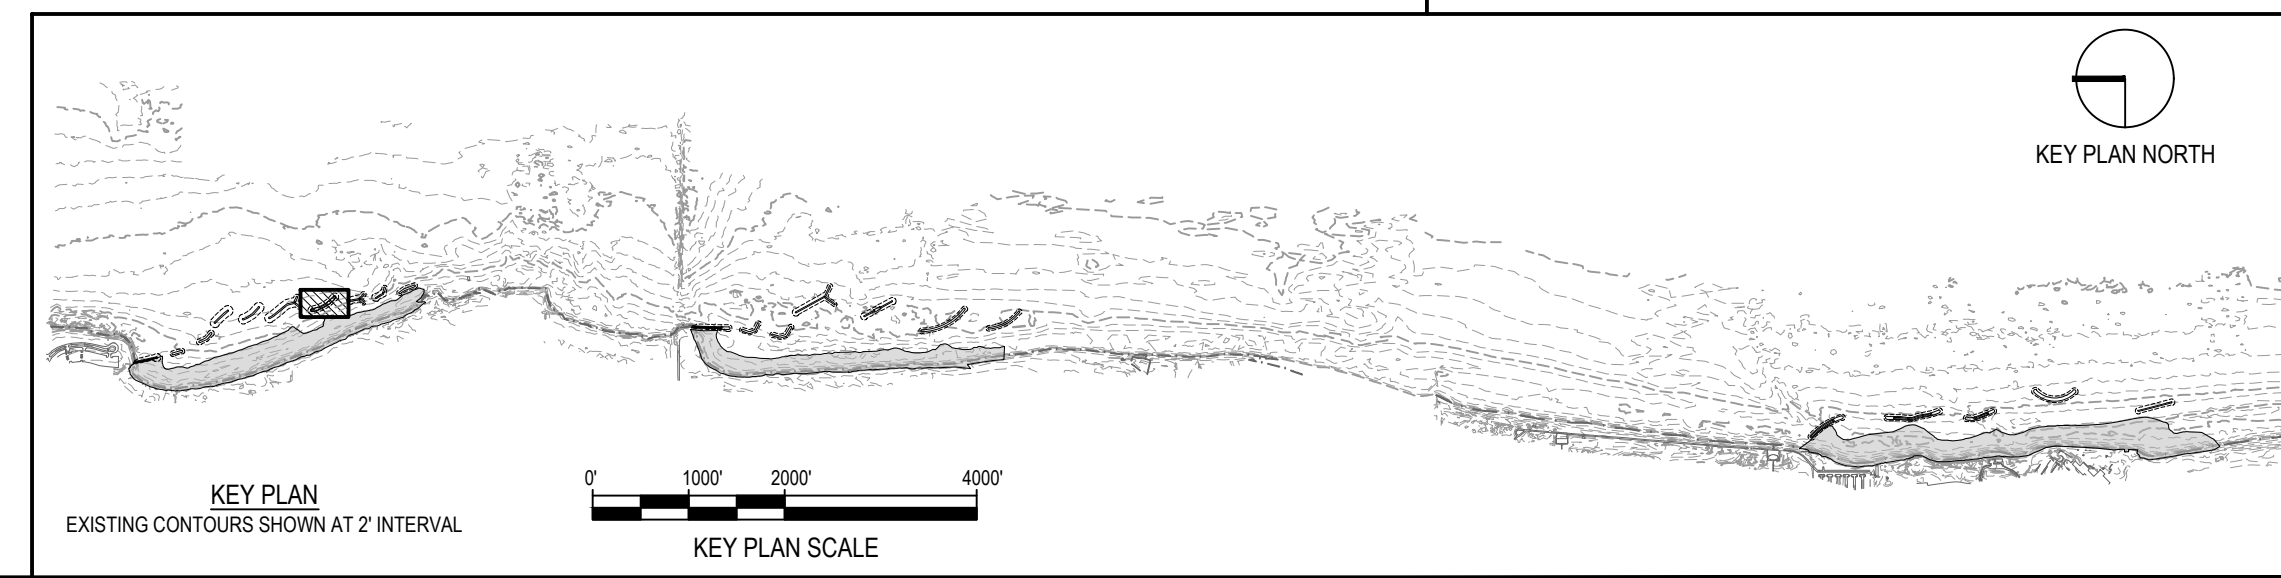 KEY PLAN NORTH
KEY PLAN
EXISTING CONTOURS SHOWN AT 2' INTERVAL
0' 1000' 2000' 4000'
KEY PLAN SCALE